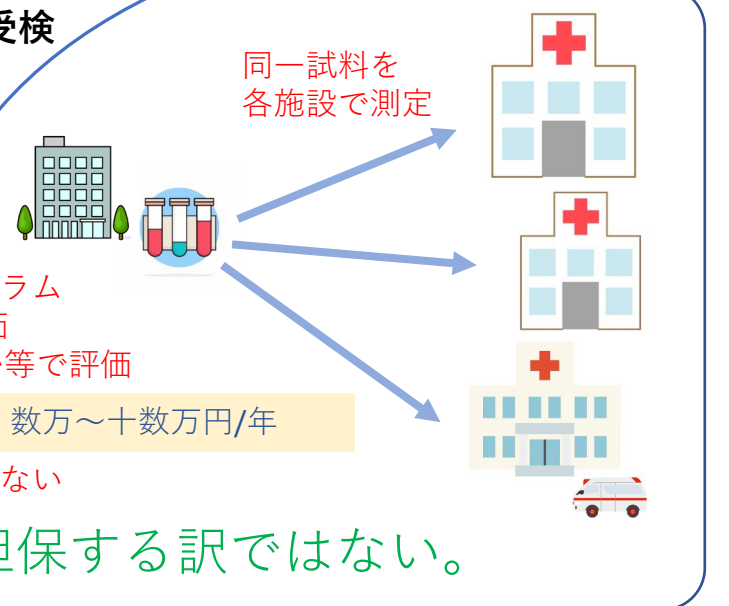 受検
同一試料を
各施設で測定
ラム
等で評価
数万～十数万円/年
ない
担保する訳ではない。